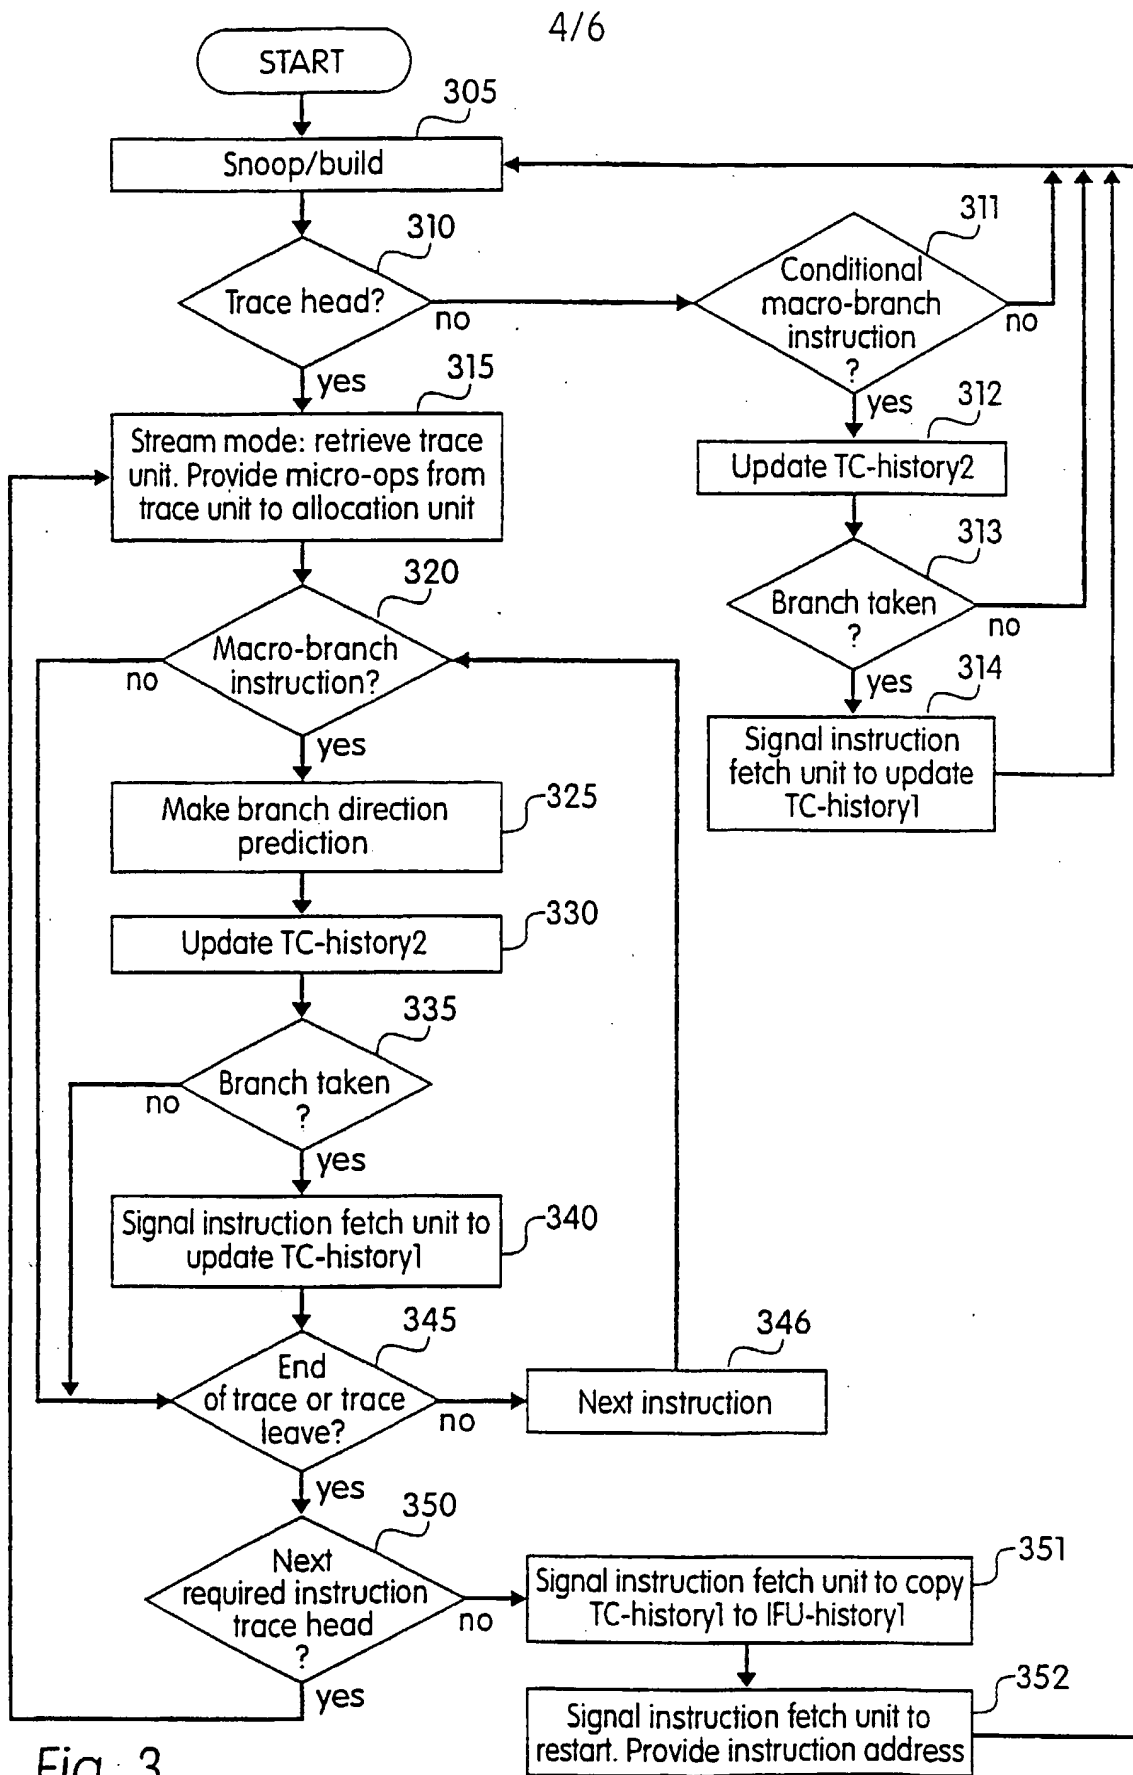 4/6
START
305
Snoop/build
310
Trace head?
no
yes
311
Conditional
macro-branch
instruction
?
no
yes
312
Update TC-history2
313
Branch taken
?
no
yes
314
Signal instruction
fetch unit to update
TC-history1
315
Stream mode: retrieve trace
unit. Provide micro-ops from
trace unit to allocation unit
320
Macro-branch
instruction?
no
yes
325
Make branch direction
prediction
330
Update TC-history2
335
Branch taken
?
no
yes
340
Signal instruction fetch unit to
update TC-history1
345
End
of trace or trace
leave?
no
yes
346
Next instruction
350
Next
required instruction
trace head
?
no
yes
351
Signal instruction fetch unit to copy
TC-history1 to IFU-history1
352
Signal instruction fetch unit to
restart. Provide instruction address
Fig. 3